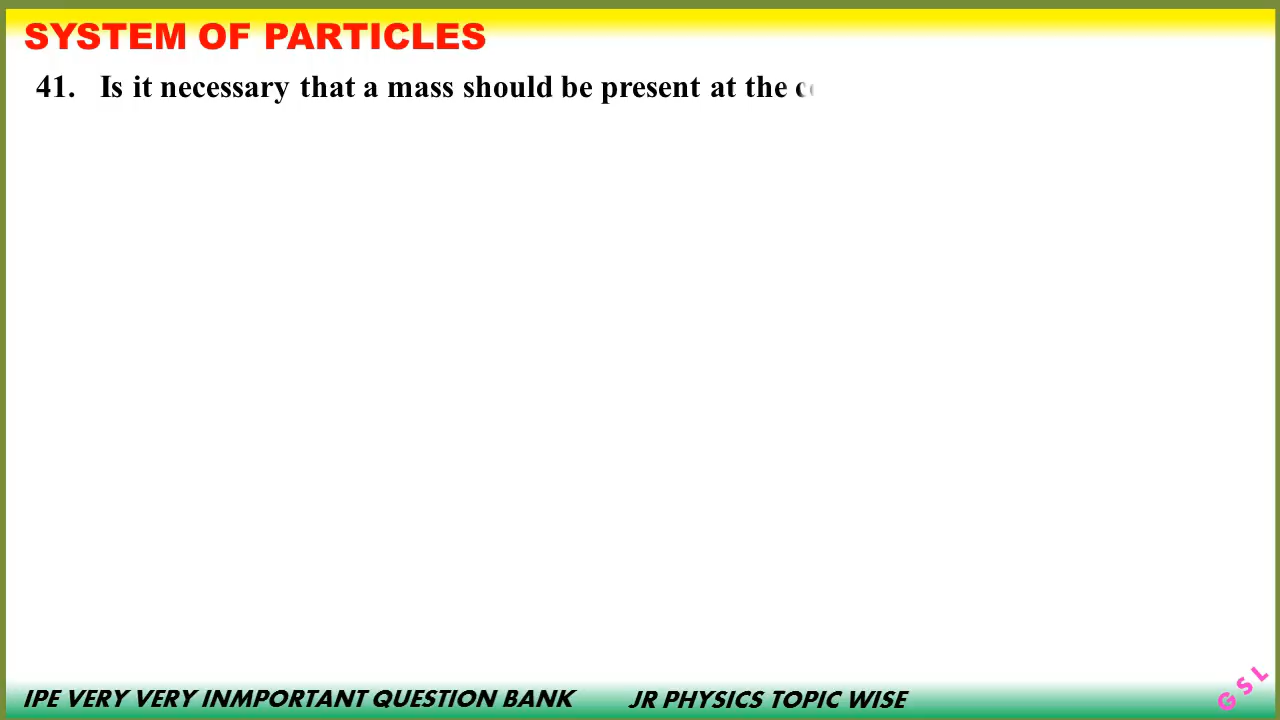 SYSTEM OF PARTICLES
41. Is it necessary that a mass should be present at the
IPE VERY VERY INMPORTANT QUESTION BANK JR PHYSICS TOPIC WISE
GSL